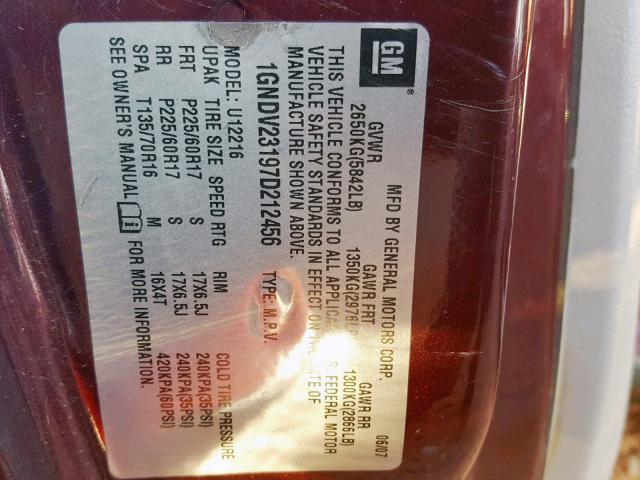 GM
MFD BY GENERAL MOTORS CORP. 06/07
GVWR GAWR FRT GAWR RR
2650KG(5842LB) 1350KG(2976LB) 1300KG(2866LB)
THIS VEHICLE CONFORMS TO ALL U.S. FEDERAL MOTOR
VEHICLE SAFETY STANDARDS IN EFFECT ON THE DATE OF
MANUFACTURE SHOWN ABOVE.
1GNDV23197D212456 TYPE: M.P.V.
MODEL: U12216
UPAK TIRE SIZE SPEED RTG RIM COLD TIRE PRESSURE
FRT P225/60R17 S 17X6.5J 240KPA(35PSI)
RR P225/60R17 S 17X6.5J 240KPA(35PSI)
SPA T135/70R16 M 16X4T 420KPA(60PSI)
SEE OWNER'S MANUAL FOR MORE INFORMATION.